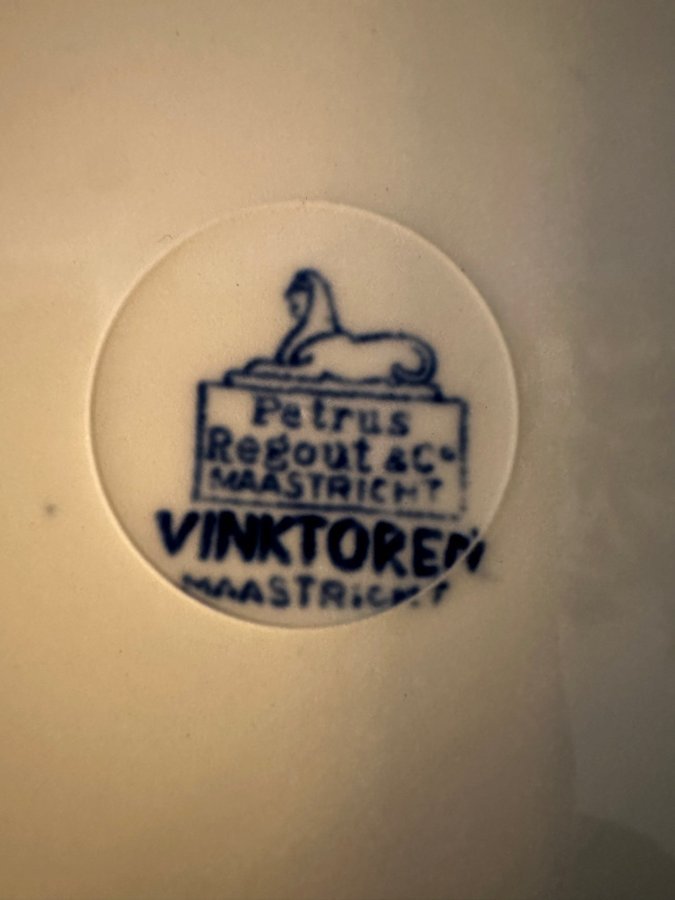 Petrus
Regout & Co
MAASTRICHT
VINKTOREN
MAASTRICHT